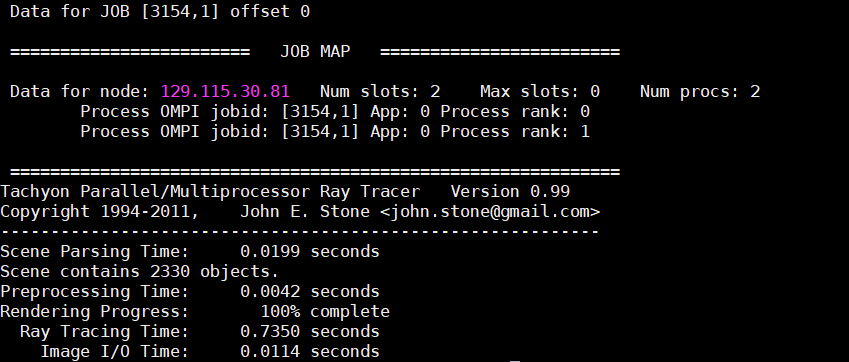 Data for JOB [3154,1] offset 0
========================   JOB MAP   ========================
Data for node: 129.115.30.81   Num slots: 2    Max slots: 0    Num procs: 2
Process OMPI jobid: [3154,1] App: 0 Process rank: 0
Process OMPI jobid: [3154,1] App: 0 Process rank: 1
=============================================================
Tachyon Parallel/Multiprocessor Ray Tracer   Version 0.99
Copyright 1994-2011,    John E. Stone <john.stone@gmail.com>
------------------------------------------------------------
Scene Parsing Time:     0.0199 seconds
Scene contains 2330 objects.
Preprocessing Time:     0.0042 seconds
Rendering Progress:       100% complete
Ray Tracing Time:     0.7350 seconds
Image I/O Time:     0.0114 seconds